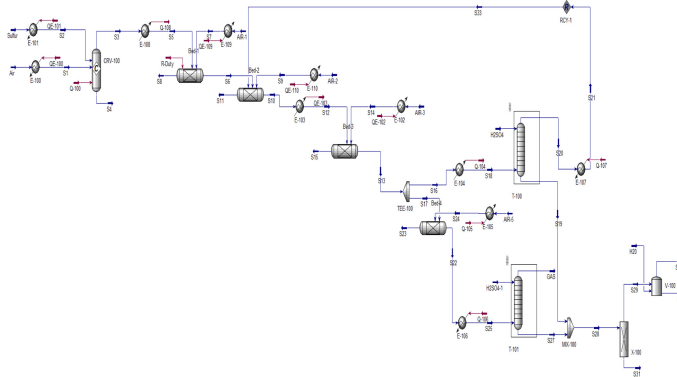 S33
RCY-1
Sulfur
QE-101
S2
E-101
Air
QE-100
S1
E-100
Q-100
CRV-100
S3
S4
Q-108
E-108
S5
S7
QE-109
AIR-1
E-109
R-Duty
Bed-1
S8
S6
Bed-2
S9
AIR-2
QE-110
E-110
S11
S10
QE-103
S12
E-103
S14
AIR-3
QE-102
E-102
Bed-3
S15
S13
TEE-100
S16
S17
Q-104
E-104
S18
H2SO4
T-100
S20
S19
S21
Q-107
E-107
Bed-4
S24
Q-105
E-105
AIR-5
S23
S22
Q-106
E-106
S25
H2SO4-1
GAS
T-101
S27
MIX-100
S28
X-100
S29
S31
H20
V-100